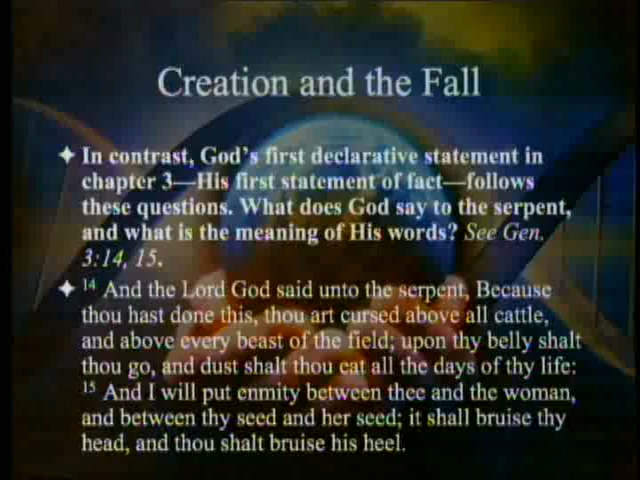 Creation and the Fall
✦ In contrast, God's first declarative statement in
chapter 3—His first statement of fact—follows
these questions. What does God say to the serpent,
and what is the meaning of His words? See Gen.
3:14, 15.
✦ 14 And the Lord God said unto the serpent, Because
thou hast done this, thou art cursed above all cattle,
and above every beast of the field; upon thy belly shalt
thou go, and dust shalt thou eat all the days of thy life:
15 And I will put enmity between thee and the woman,
and between thy seed and her seed; it shall bruise thy
head, and thou shalt bruise his heel.